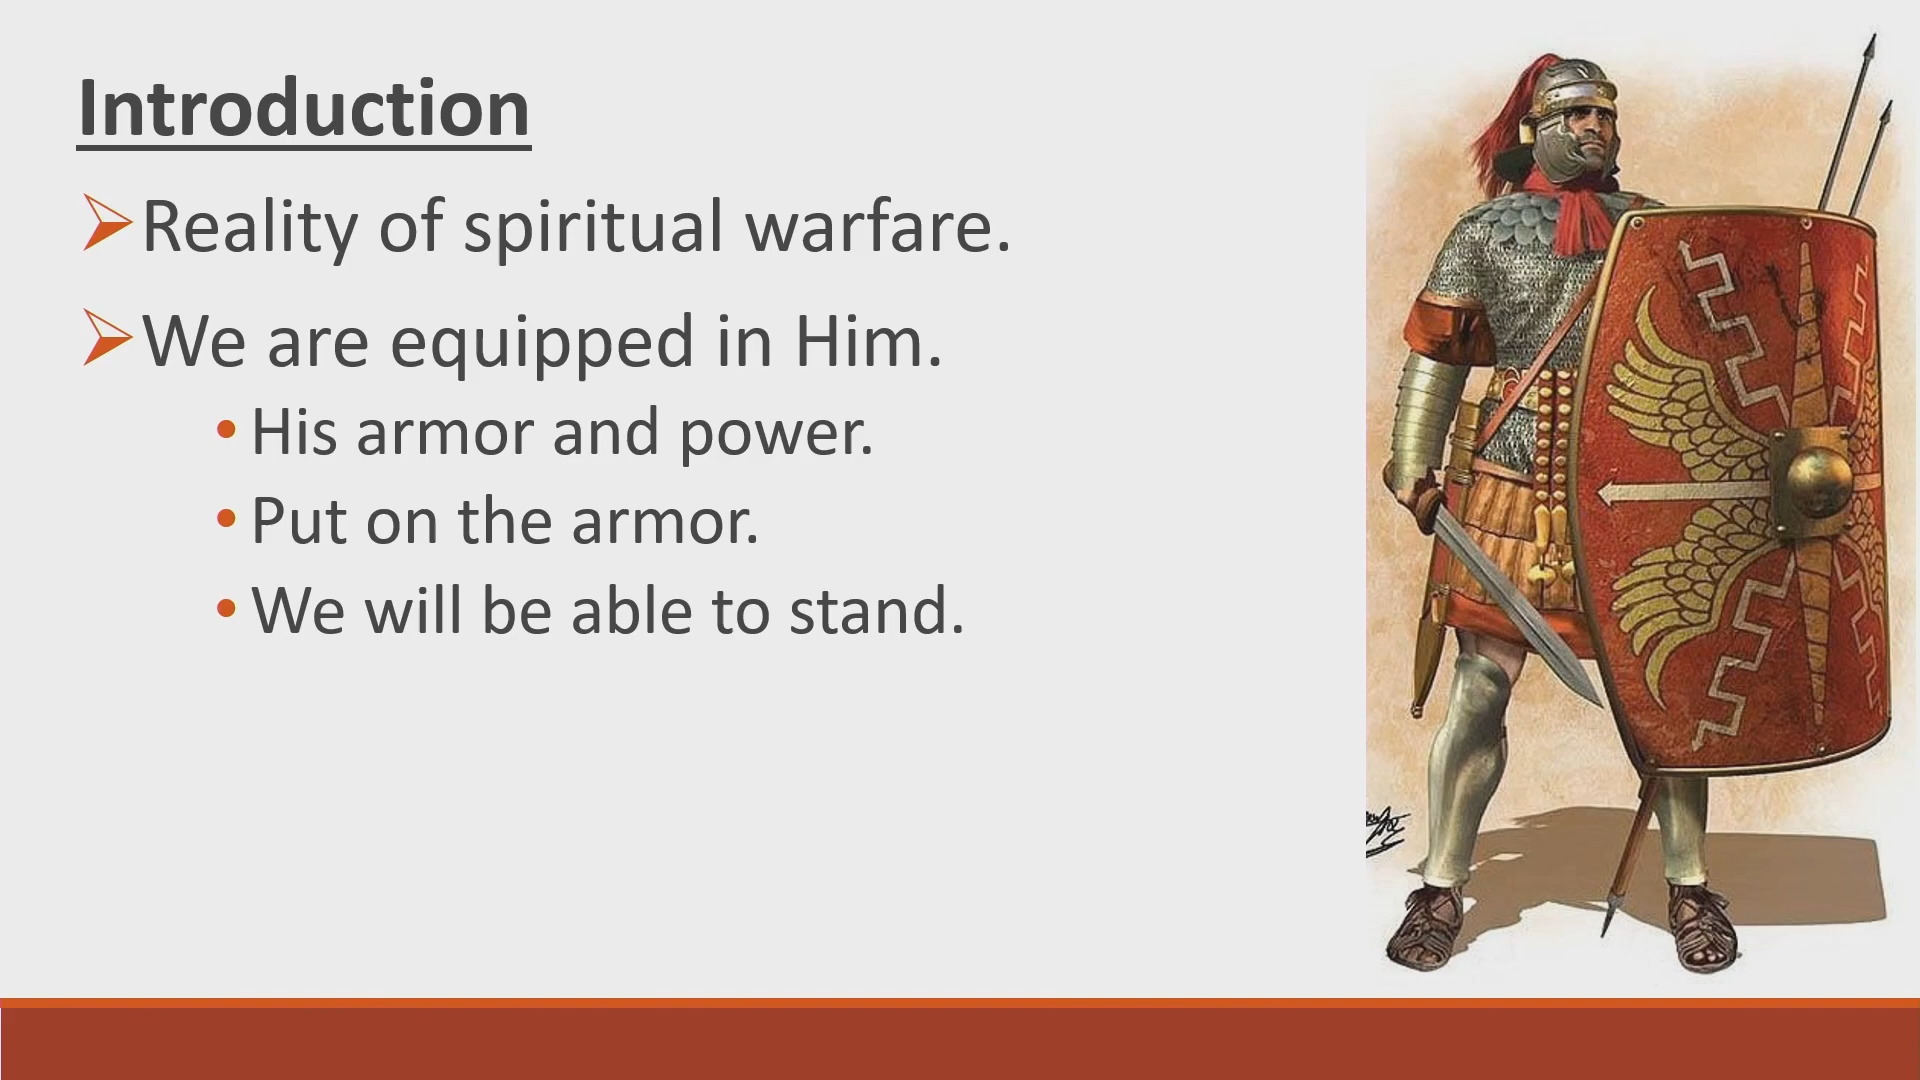 Introduction
Reality of spiritual warfare.
We are equipped in Him.
His armor and power.
Put on the armor.
We will be able to stand.